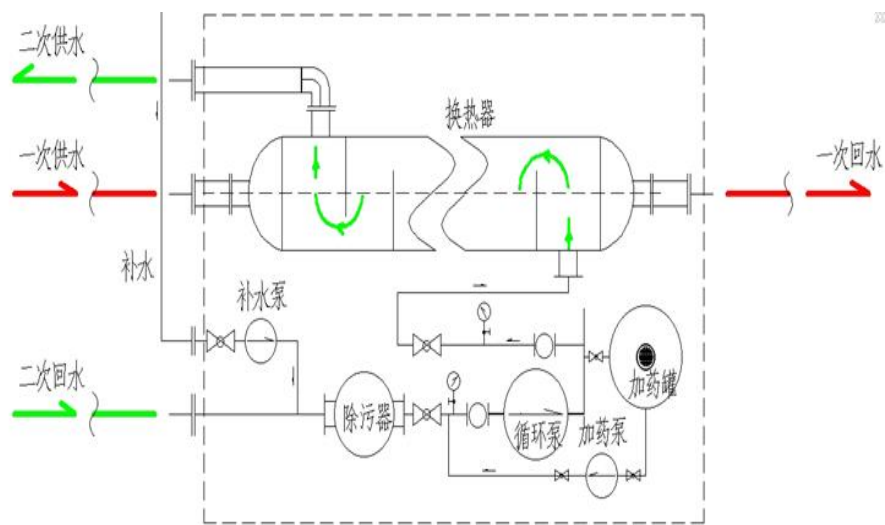 二次供水
换热器
一次供水
一次回水
补水
补水泵
二次回水
除污器
循环泵
加药泵
加药罐